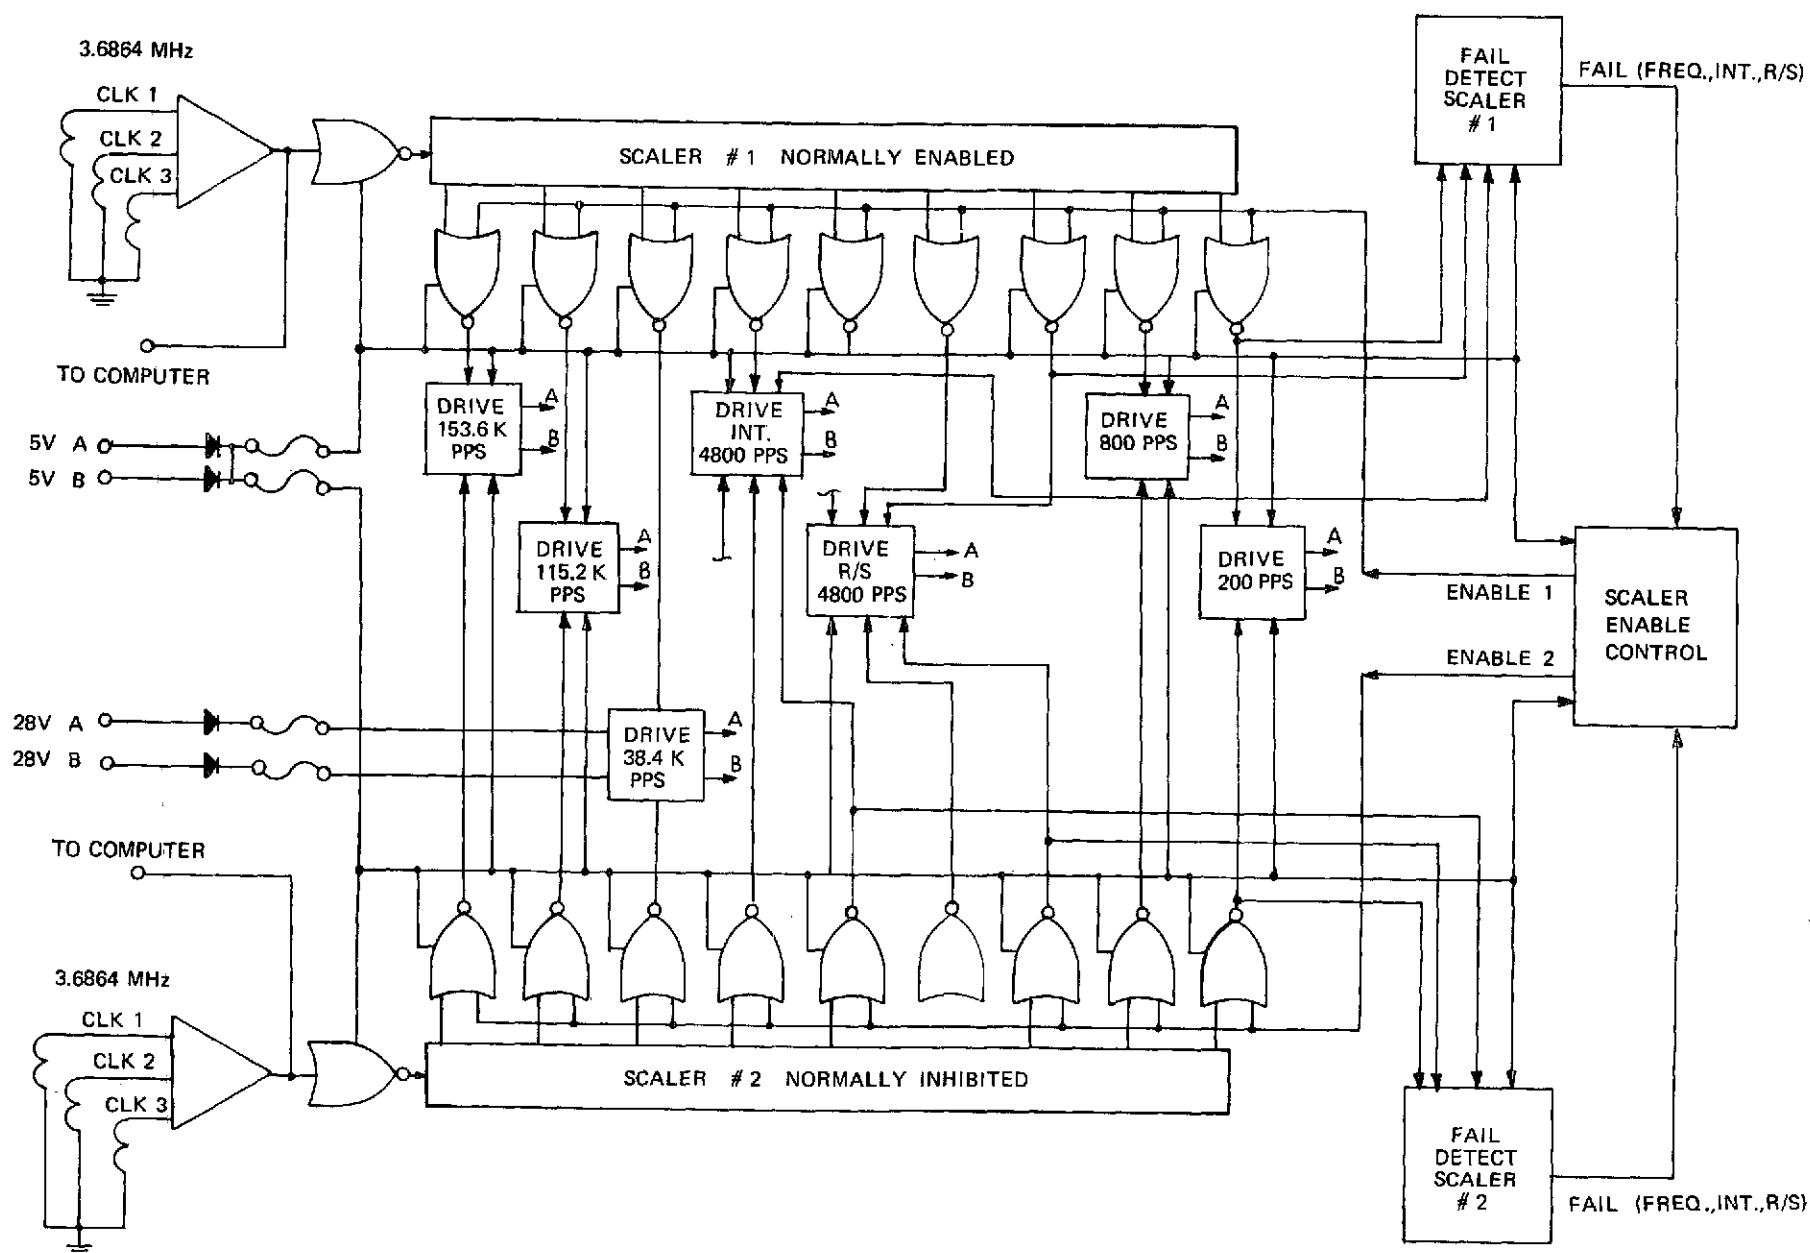 3.6864 MHz
CLK 1
CLK 2
CLK 3
SCALER #1 NORMALLY ENABLED
FAIL
DETECT
SCALER
#1
FAIL (FREQ.,INT.,R/S)
TO COMPUTER
5V A
5V B
DRIVE
153.6 K
PPS
A
B
DRIVE
INT.
4800 PPS
A
B
DRIVE
800 PPS
A
B
DRIVE
115.2 K
PPS
A
B
DRIVE
R/S
4800 PPS
A
B
DRIVE
200 PPS
A
B
ENABLE 1
ENABLE 2
SCALER
ENABLE
CONTROL
28V A
28V B
DRIVE
38.4 K
PPS
A
B
TO COMPUTER
3.6864 MHz
CLK 1
CLK 2
CLK 3
SCALER #2 NORMALLY INHIBITED
FAIL
DETECT
SCALER
#2
FAIL (FREQ.,INT.,R/S)